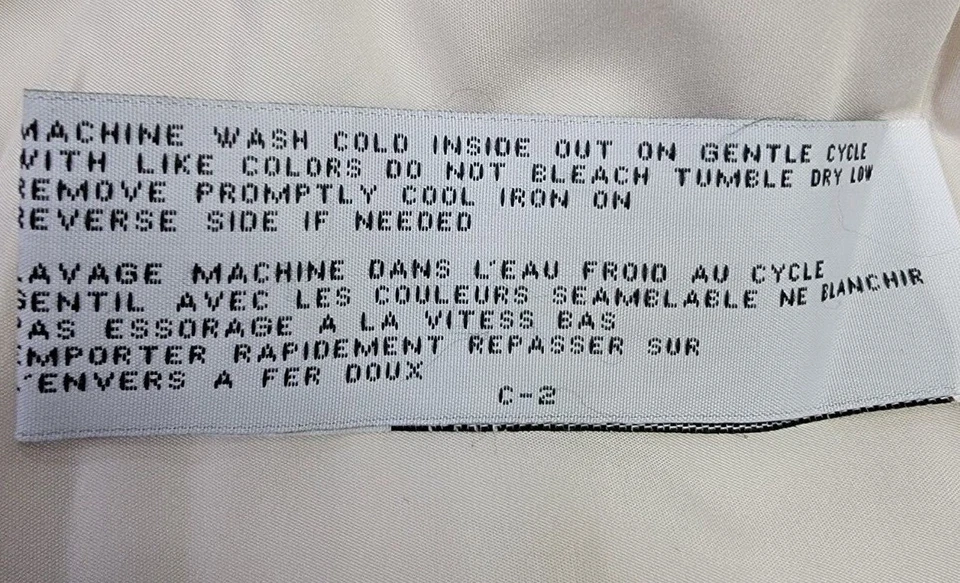 MACHINE WASH COLD INSIDE OUT ON GENTLE CYCLE
WITH LIKE COLORS DO NOT BLEACH TUMBLE DRY LOW
REMOVE PROMPTLY COOL IRON ON
REVERSE SIDE IF NEEDED
LAVAGE MACHINE DANS L'EAU FROID AU CYCLE
GENTIL AVEC LES COULEURS SEAMBLABLE NE BLANCHIR
PAS ESSORAGE A LA VITESS BAS
EMPORTER RAPIDEMENT REPASSER SUR
L'ENVERS A FER DOUX
C-2